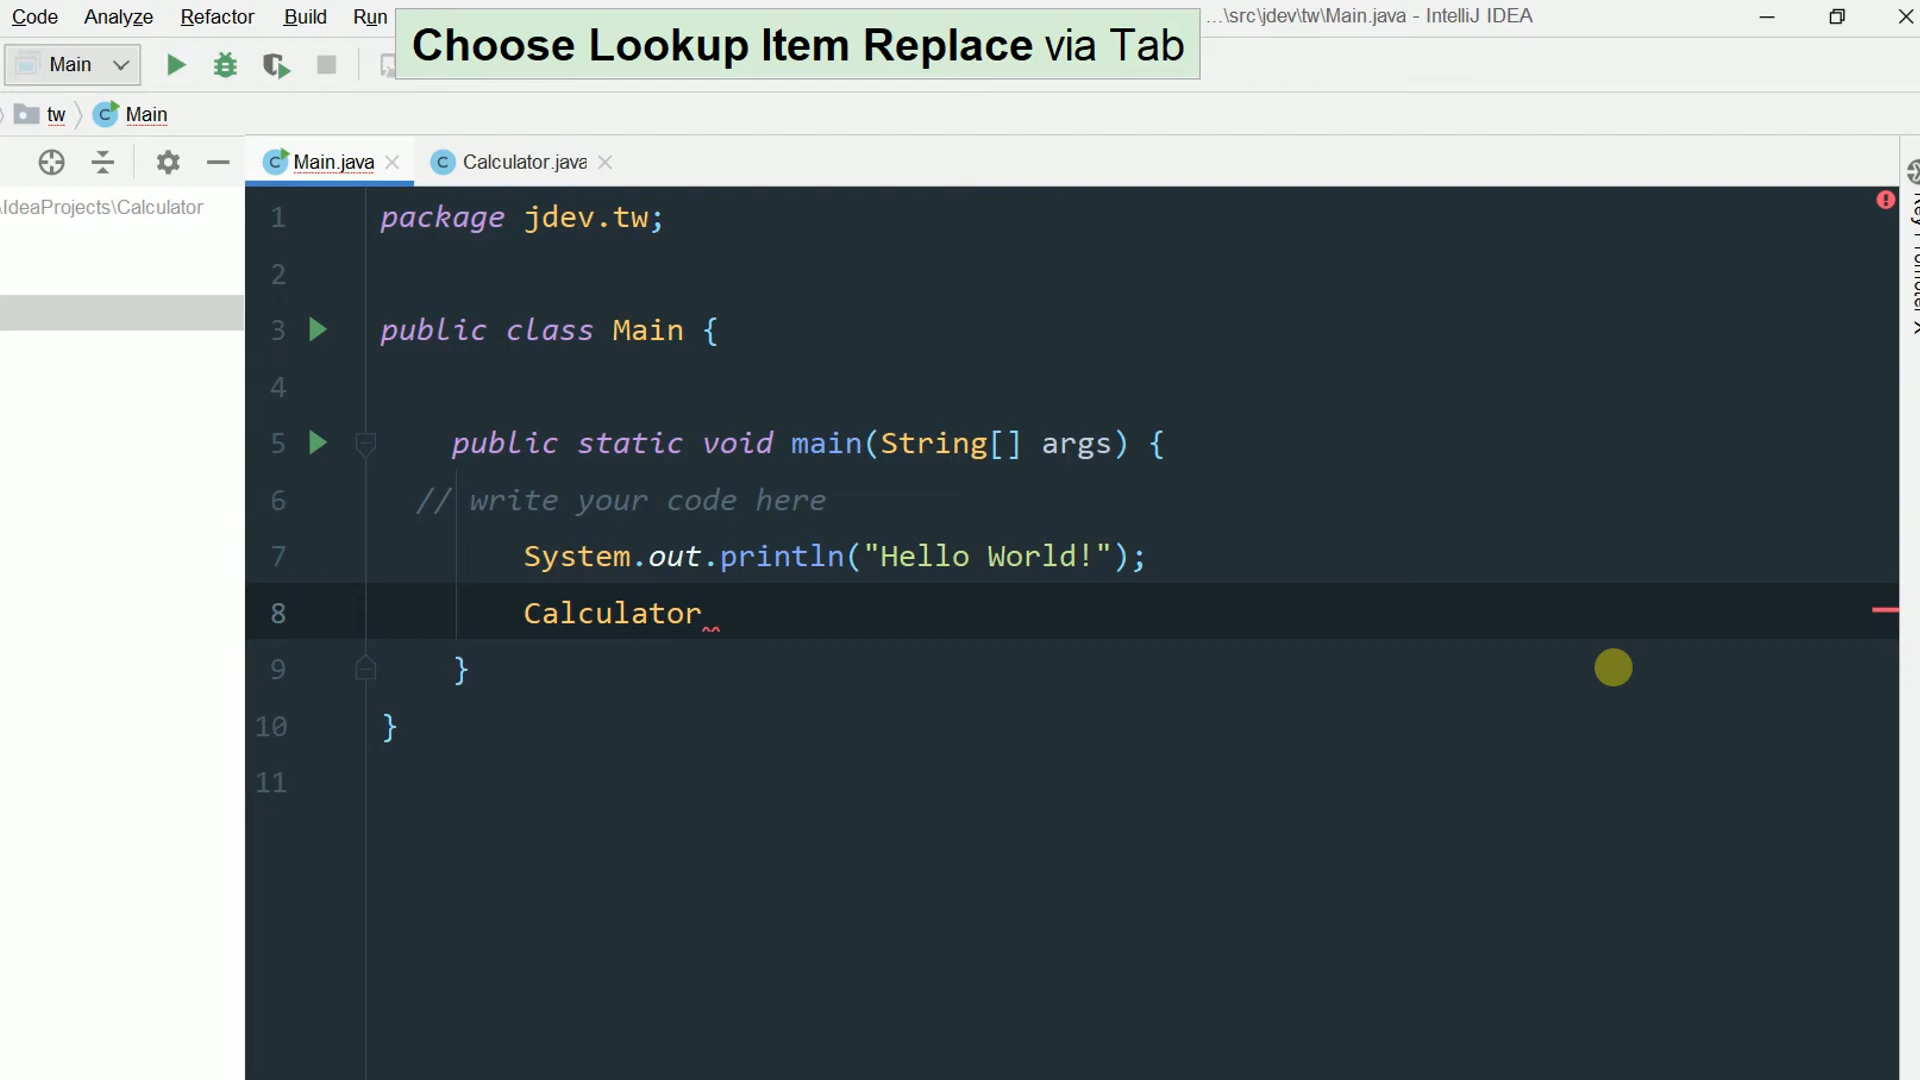 Code Analyze Refactor Build Run
Choose Lookup Item Replace via Tab
...\src\jdev\tw\Main.java - IntelliJ IDEA
Main
tw Main
Main.java
Calculator.java
\IdeaProjects\Calculator
Key Promoter X
1 package jdev.tw;
2
3 public class Main {
4
5 public static void main(String[] args) {
6 // write your code here
7 System.out.println("Hello World!");
8 Calculator
9 }
10 }
11